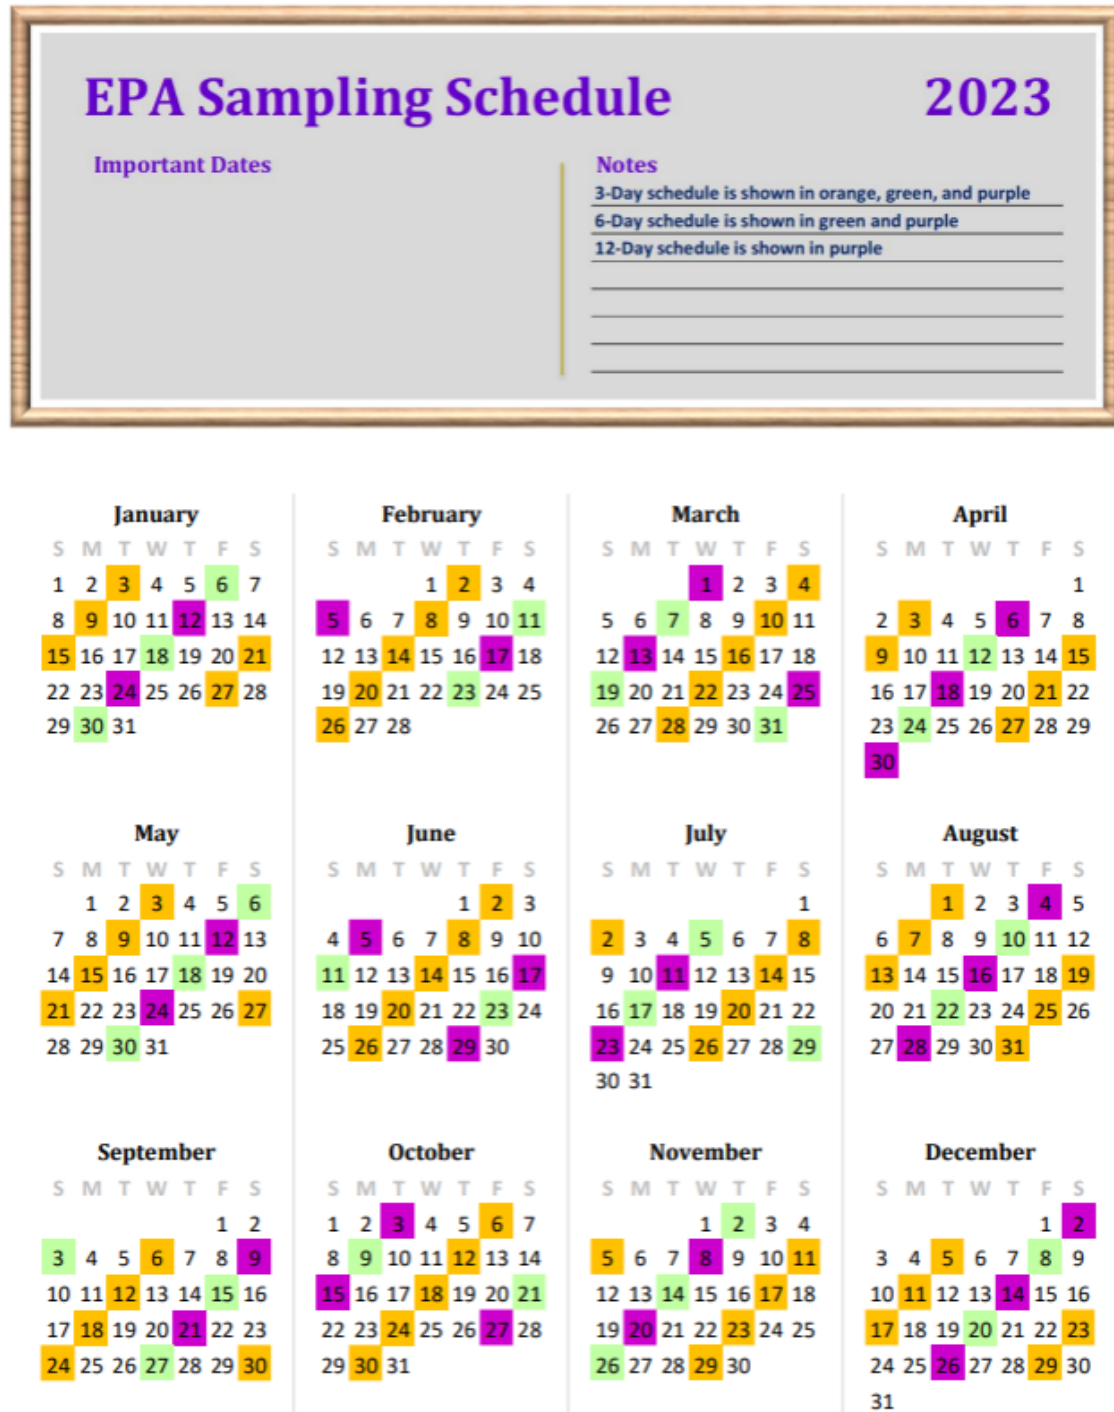 EPA Sampling Schedule 2023
Important Dates
Notes
3-Day schedule is shown in orange, green, and purple
6-Day schedule is shown in green and purple
12-Day schedule is shown in purple
January February March April
S M T W T F S S M T W T F S S M T W T F S S M T W T F S
1 2 3 4 5 6 7 1 2 3 4 1 2 3 4 1
8 9 10 11 12 13 14 5 6 7 8 9 10 11 5 6 7 8 9 10 11 2 3 4 5 6 7 8
15 16 17 18 19 20 21 12 13 14 15 16 17 18 12 13 14 15 16 17 18 9 10 11 12 13 14 15
22 23 24 25 26 27 28 19 20 21 22 23 24 25 19 20 21 22 23 24 25 16 17 18 19 20 21 22
29 30 31 26 27 28 26 27 28 29 30 31 23 24 25 26 27 28 29
30
May June July August
S M T W T F S S M T W T F S S M T W T F S S M T W T F S
1 2 3 4 5 6 1 2 3 1 1 2 3 4 5
7 8 9 10 11 12 13 4 5 6 7 8 9 10 2 3 4 5 6 7 8 6 7 8 9 10 11 12
14 15 16 17 18 19 20 11 12 13 14 15 16 17 9 10 11 12 13 14 15 13 14 15 16 17 18 19
21 22 23 24 25 26 27 18 19 20 21 22 23 24 16 17 18 19 20 21 22 20 21 22 23 24 25 26
28 29 30 31 25 26 27 28 29 30 23 24 25 26 27 28 29 27 28 29 30 31
30 31
September October November December
S M T W T F S S M T W T F S S M T W T F S S M T W T F S
1 2 1 2 3 4 5 6 7 1 2 3 4 1 2
3 4 5 6 7 8 9 8 9 10 11 12 13 14 5 6 7 8 9 10 11 3 4 5 6 7 8 9
10 11 12 13 14 15 16 15 16 17 18 19 20 21 12 13 14 15 16 17 18 10 11 12 13 14 15 16
17 18 19 20 21 22 23 22 23 24 25 26 27 28 19 20 21 22 23 24 25 17 18 19 20 21 22 23
24 25 26 27 28 29 30 29 30 31 26 27 28 29 30 24 25 26 27 28 29 30
31